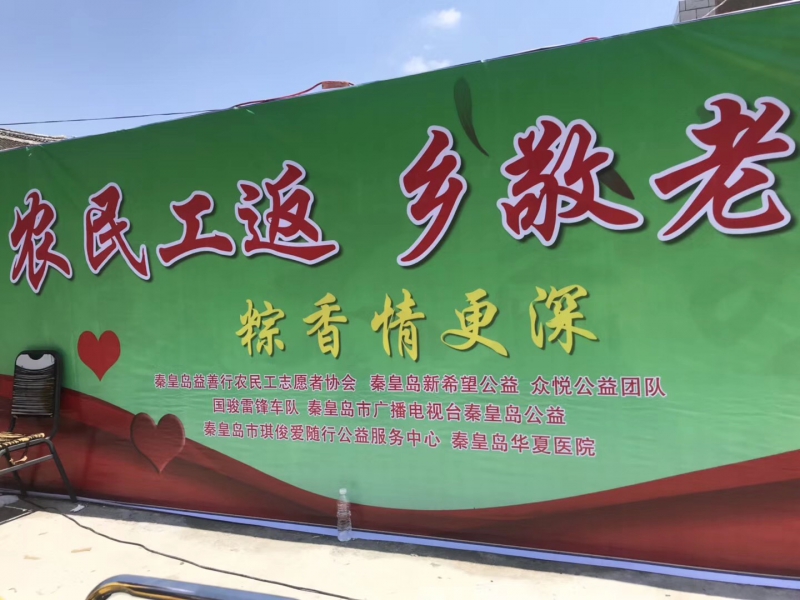 农民工返乡敬老
粽香情更深
秦皇岛益善行农民工志愿者协会 秦皇岛新希望公益 众悦公益团队
国骏雷锋车队 秦皇岛市广播电视台秦皇岛公益
秦皇岛市琪俊爱随行公益服务中心 秦皇岛华夏医院